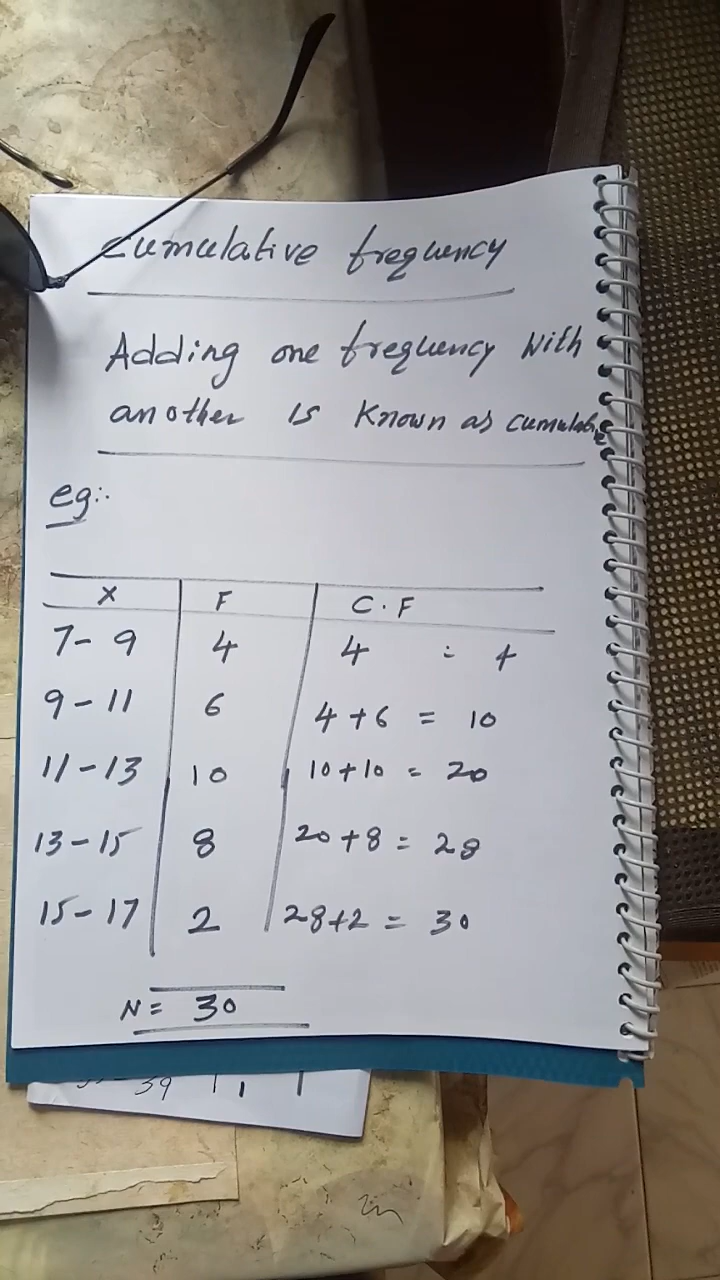 Cumulative frequency
Adding one frequency with
another is known as cumulative
eg:-
X F C.F
7-9 4 4 = 4
9-11 6 4+6 = 10
11-13 10 10+10 = 20
13-15 8 20+8 = 28
15-17 2 28+2 = 30
N = 30
39